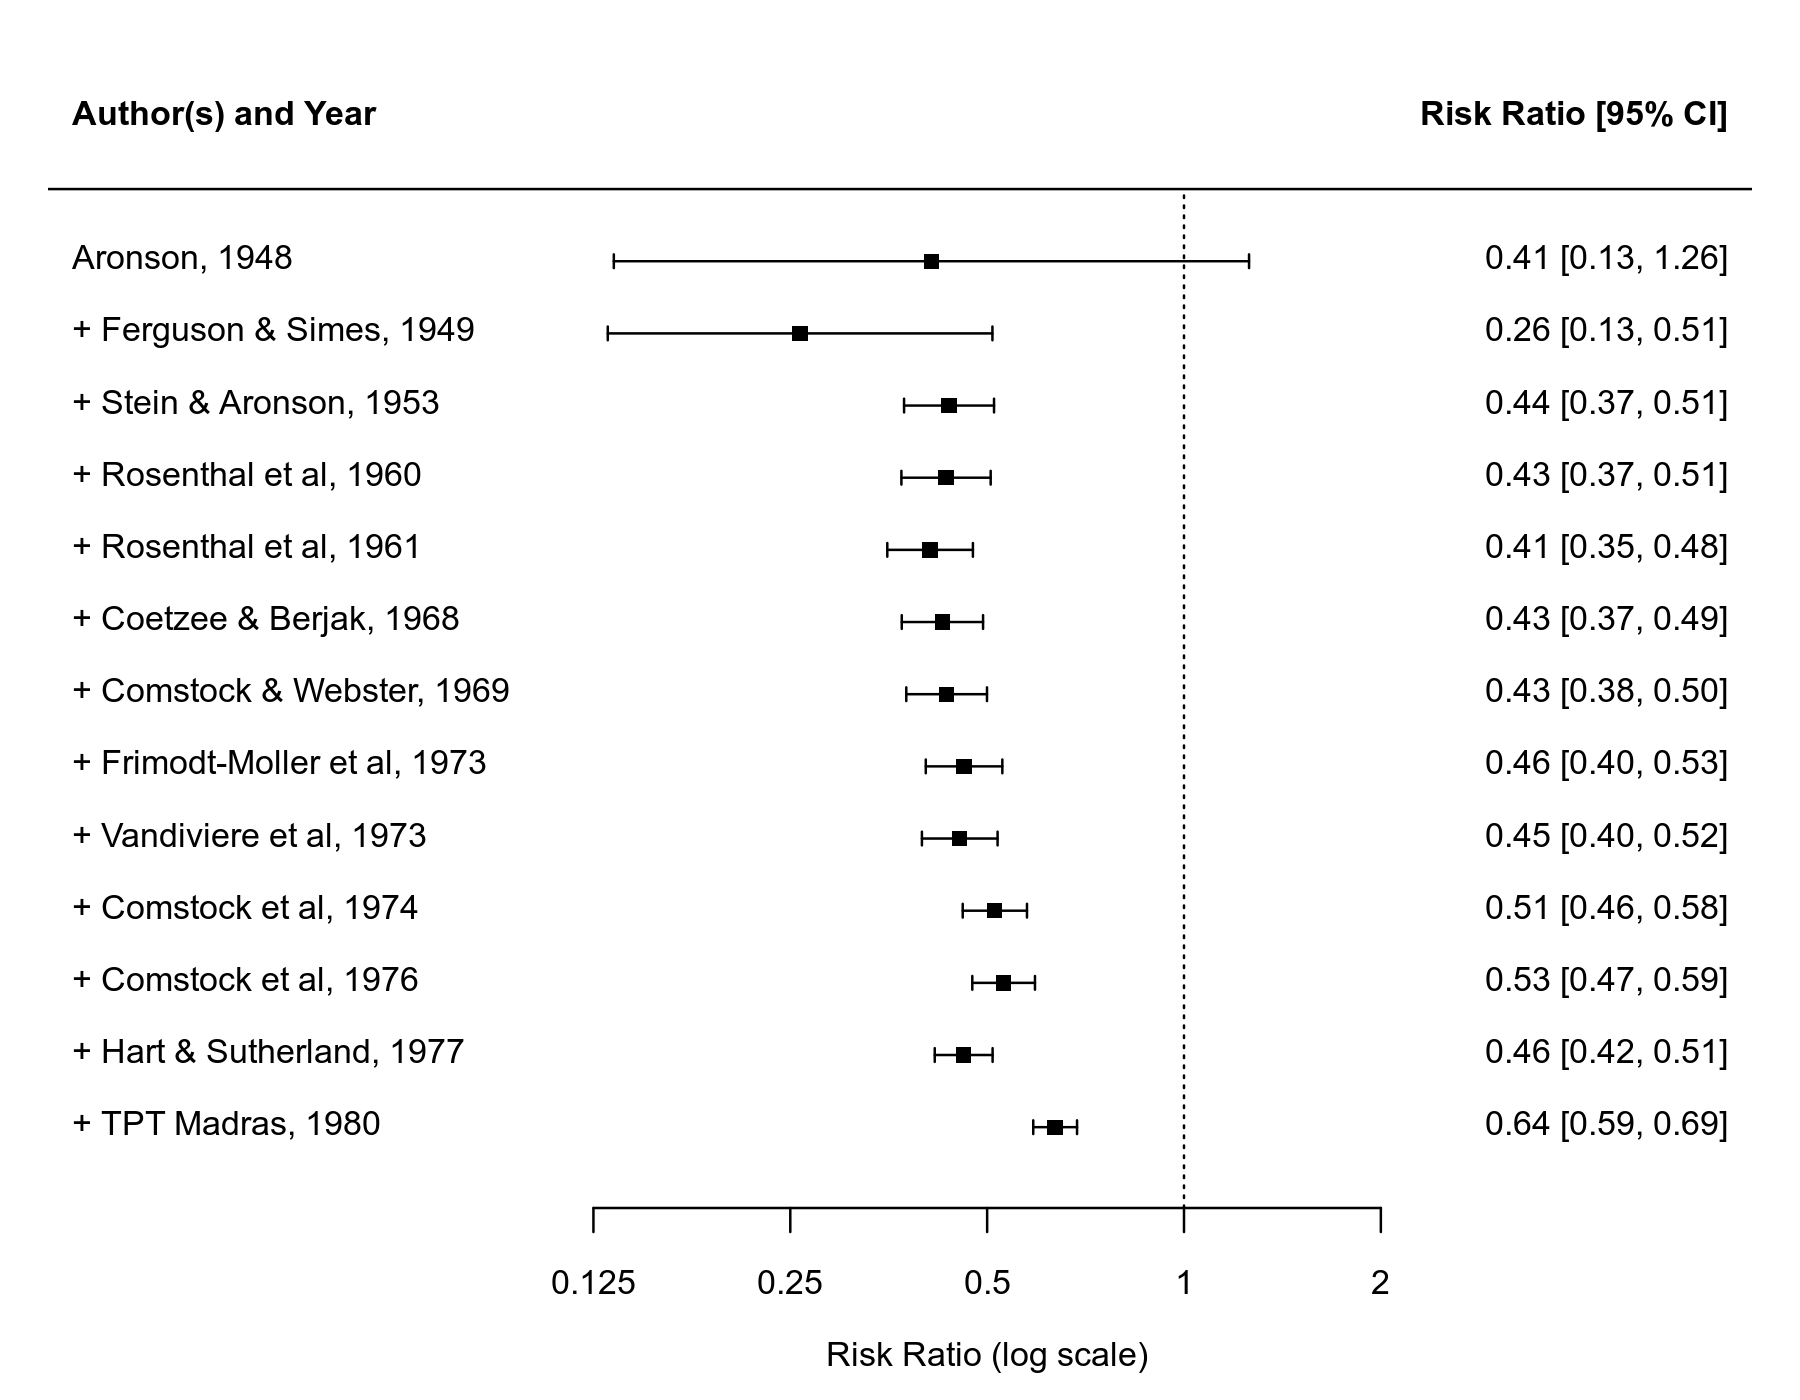 Author(s) and Year Risk Ratio [95% CI]
Aronson, 1948 0.41 [0.13, 1.26]
+ Ferguson & Simes, 1949 0.26 [0.13, 0.51]
+ Stein & Aronson, 1953 0.44 [0.37, 0.51]
+ Rosenthal et al, 1960 0.43 [0.37, 0.51]
+ Rosenthal et al, 1961 0.41 [0.35, 0.48]
+ Coetzee & Berjak, 1968 0.43 [0.37, 0.49]
+ Comstock & Webster, 1969 0.43 [0.38, 0.50]
+ Frimodt-Moller et al, 1973 0.46 [0.40, 0.53]
+ Vandiviere et al, 1973 0.45 [0.40, 0.52]
+ Comstock et al, 1974 0.51 [0.46, 0.58]
+ Comstock et al, 1976 0.53 [0.47, 0.59]
+ Hart & Sutherland, 1977 0.46 [0.42, 0.51]
+ TPT Madras, 1980 0.64 [0.59, 0.69]
0.125 0.25 0.5 1 2
Risk Ratio (log scale)